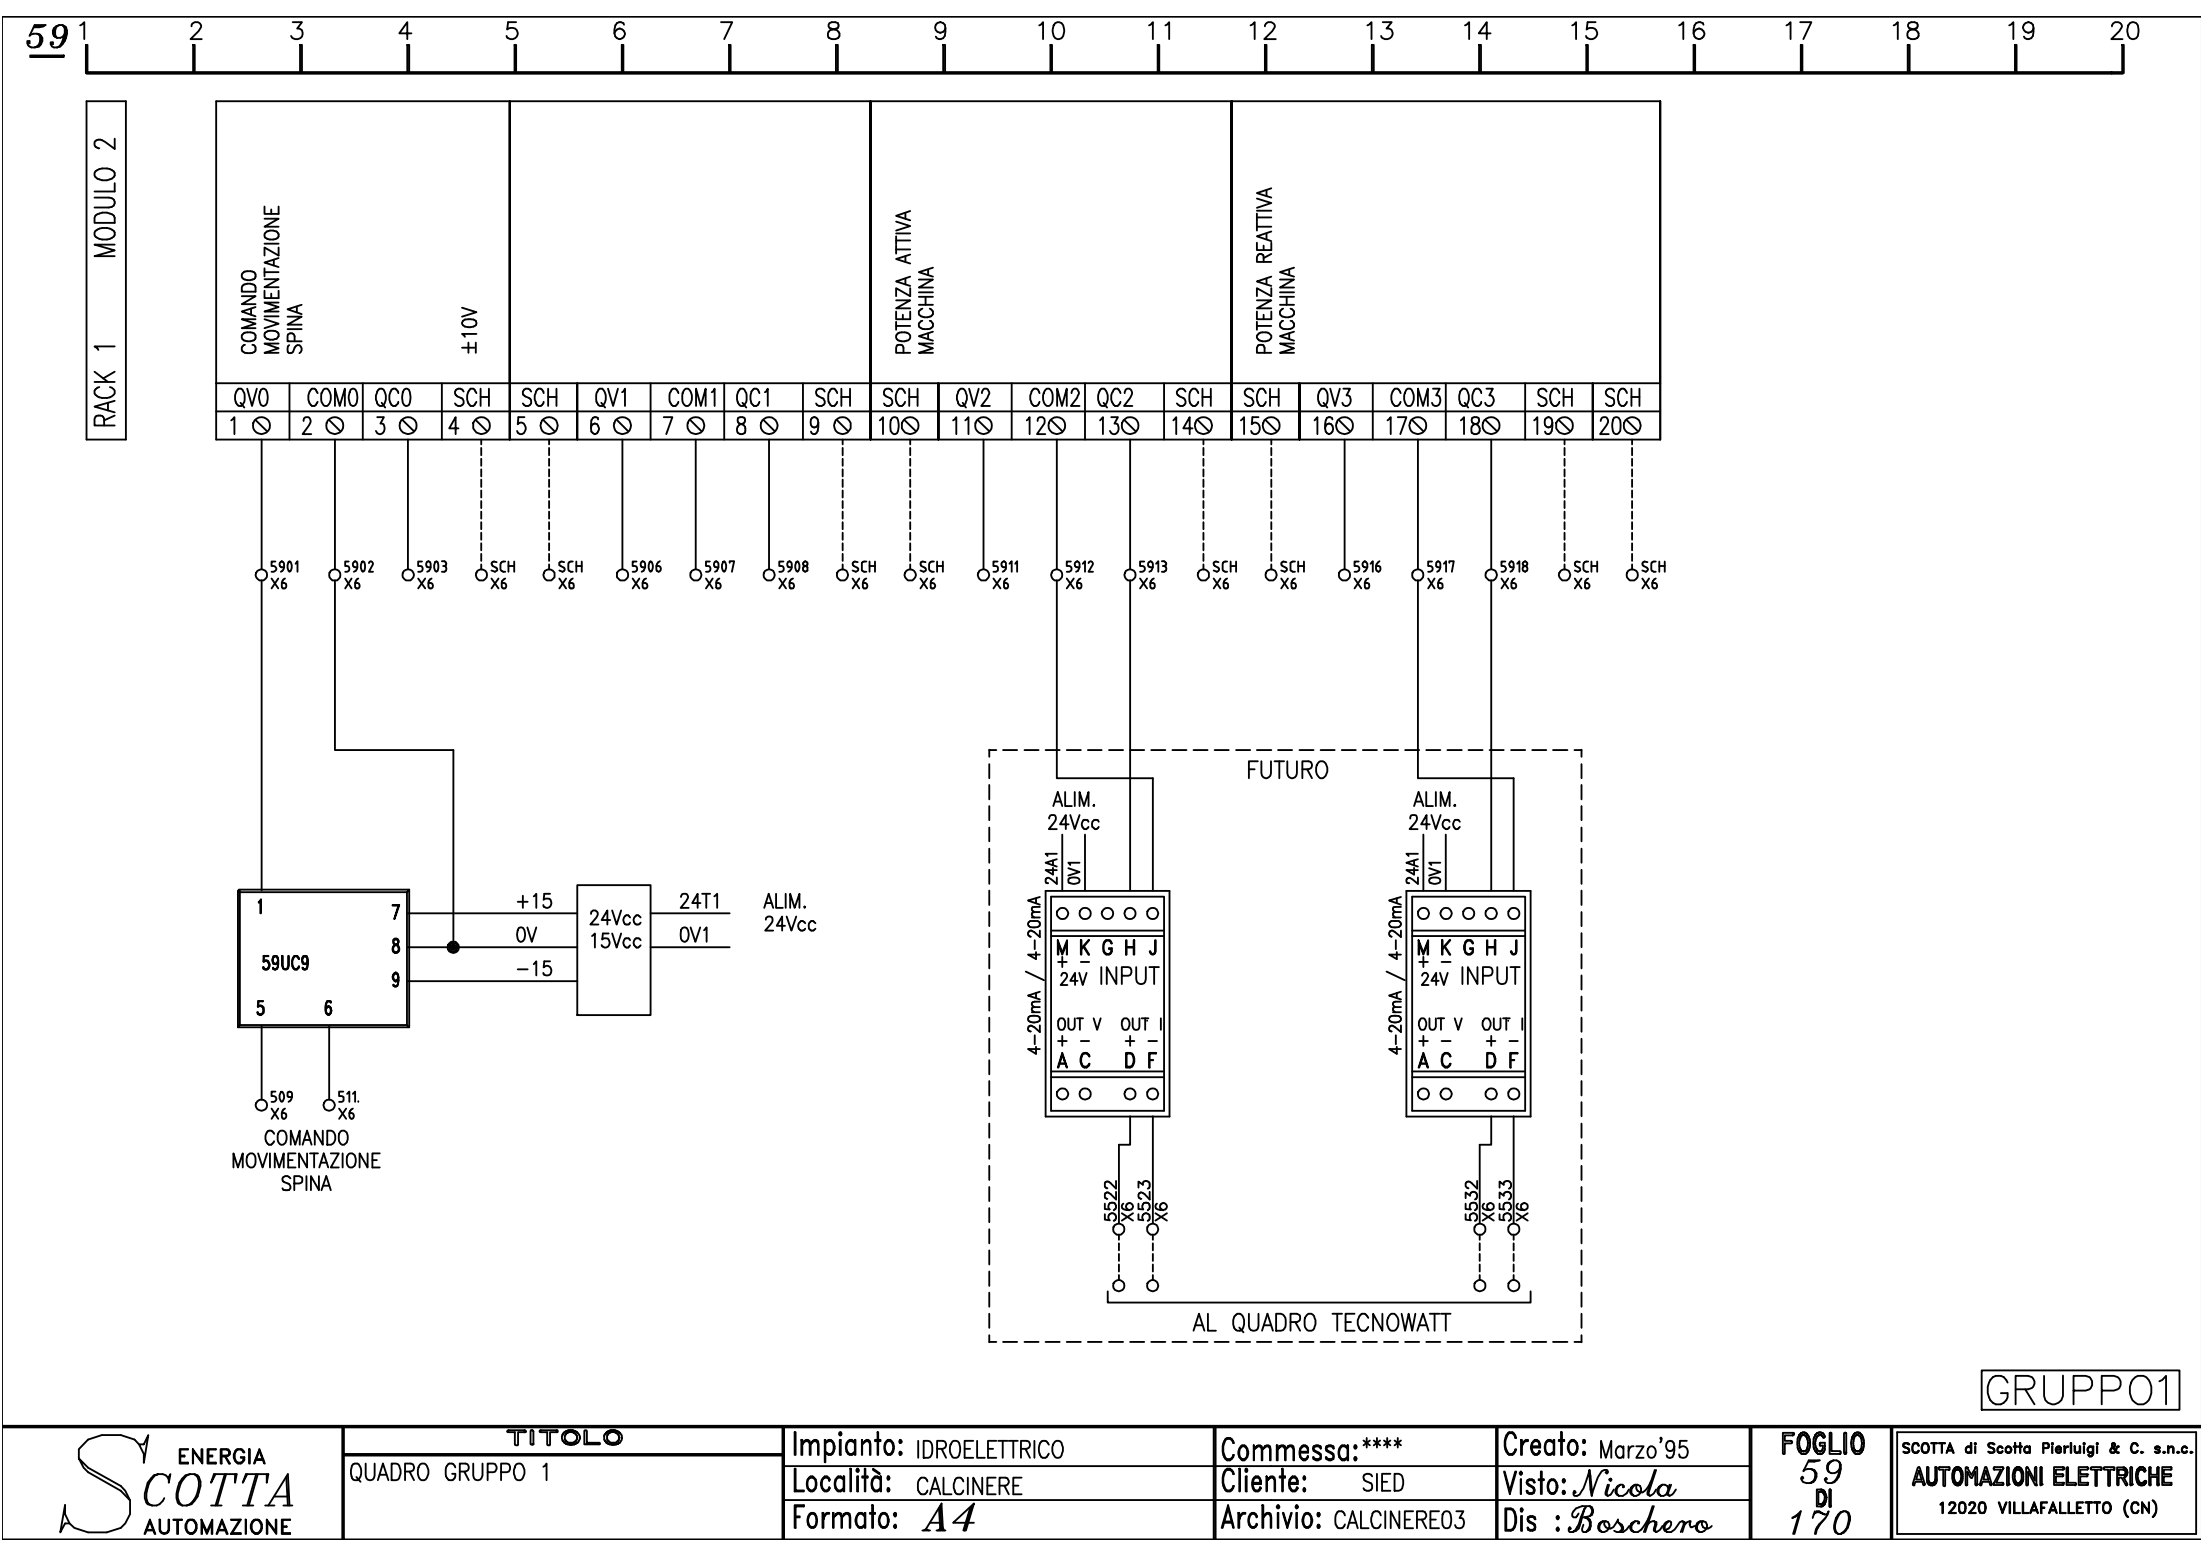 59
1 2 3 4 5 6 7 8 9 10 11 12 13 14 15 16 17 18 19 20
RACK 1 MODULO 2
COMANDO
MOVIMENTAZIONE
SPINA
±10V
POTENZA ATTIVA
MACCHINA
POTENZA REATTIVA
MACCHINA
QV0 COM0 QC0 SCH SCH QV1 COM1 QC1 SCH SCH QV2 COM2 QC2 SCH SCH QV3 COM3 QC3 SCH SCH
1 2 3 4 5 6 7 8 9 10 11 12 13 14 15 16 17 18 19 20
5901 5902 5903 SCH SCH 5906 5907 5908 SCH SCH 5911 5912 5913 SCH SCH 5916 5917 5918 SCH SCH
X6 X6 X6 X6 X6 X6 X6 X6 X6 X6 X6 X6 X6 X6 X6 X6 X6 X6 X6 X6
1
7
8
9
59UC9
5 6
+15
0V
-15
24Vcc
15Vcc
24T1
0V1
ALIM.
24Vcc
509
X6
511.
X6
COMANDO
MOVIMENTAZIONE
SPINA
FUTURO
ALIM.
24Vcc
24A1
0V1
4-20mA / 4-20mA
M K G H J
+ -
24V INPUT
OUT V OUT I
+ - + -
A C D F
5522
X6
5523
X6
ALIM.
24Vcc
24A1
0V1
4-20mA / 4-20mA
M K G H J
+ -
24V INPUT
OUT V OUT I
+ - + -
A C D F
5532
X6
5533
X6
AL QUADRO TECNOWATT
GRUPPO1
ENERGIA
SCOTTA
AUTOMAZIONE
TITOLO
QUADRO GRUPPO 1
Impianto: IDROELETTRICO
Località: CALCINERE
Formato: A4
Commessa:****
Cliente: SIED
Archivio: CALCINERE03
Creato: Marzo'95
Visto: Nicola
Dis : Boschero
FOGLIO
59
DI
170
SCOTTA di Scotta Pierluigi & C. s.n.c.
AUTOMAZIONI ELETTRICHE
12020 VILLAFALLETTO (CN)